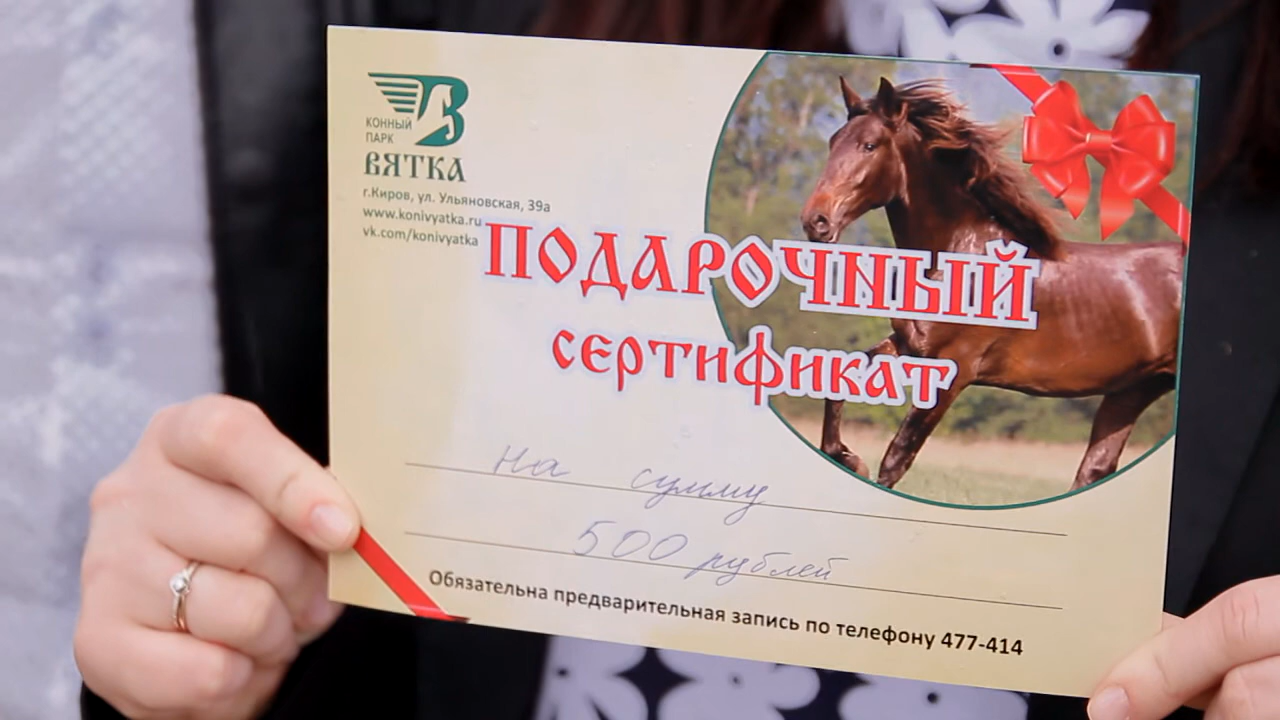 КОННЫЙ
ПАРК
ВЯТКА
г.Киров, ул. Ульяновская, 39а
www.konivyatka.ru
vk.com/konivyatka
ПОДАРОЧНЫЙ
СЕРТИФИКАТ
на сумму
500 рублей
Обязательна предварительная запись по телефону 477-414